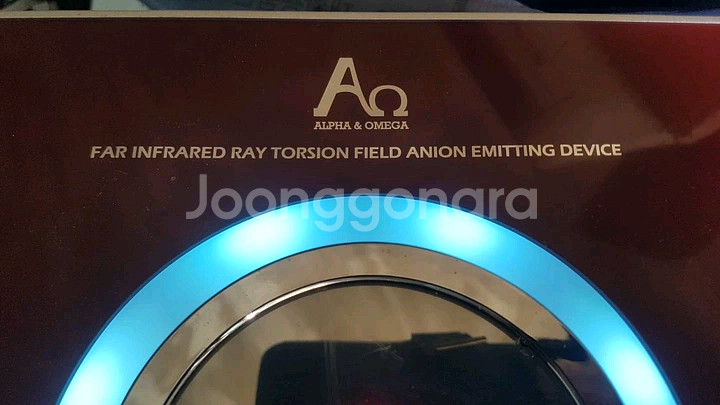 AΩ
ALPHA & OMEGA
FAR INFRARED RAY TORSION FIELD ANION EMITTING DEVICE
Joonggonara